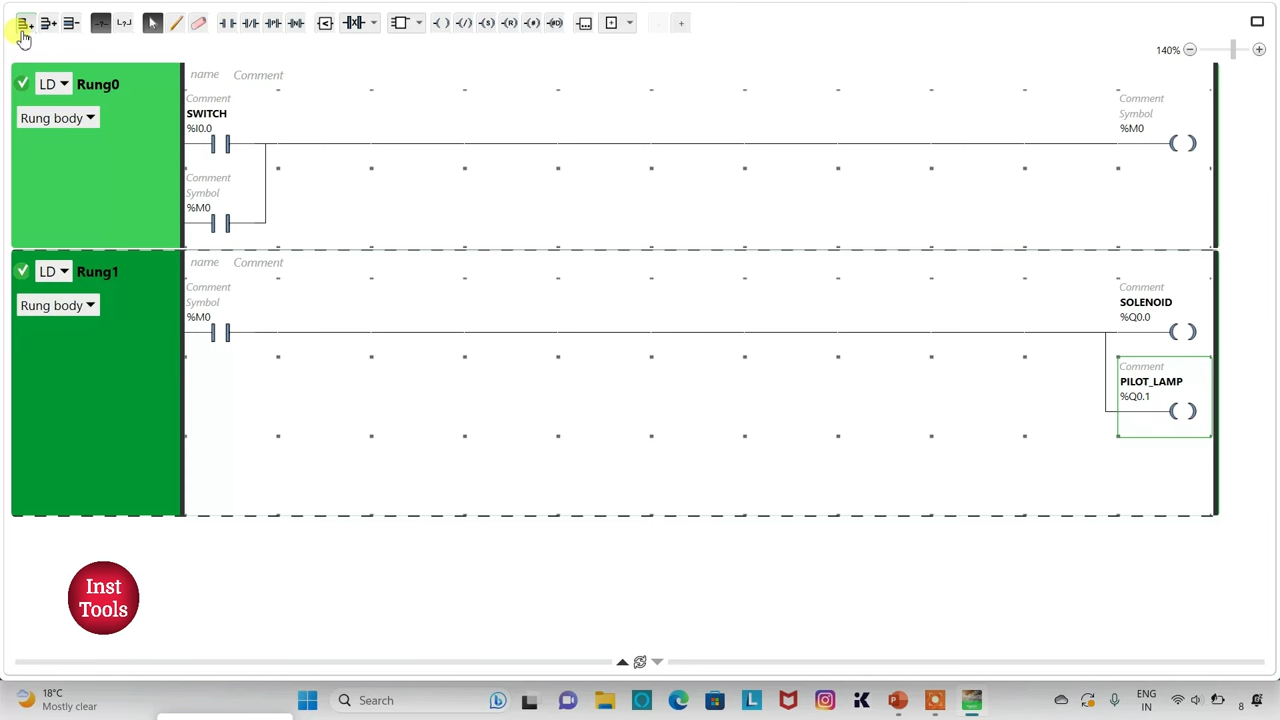 140%
LD Rung0
name Comment
Rung body
Comment
SWITCH
%I0.0
Comment
Symbol
%M0
Comment
Symbol
%M0
LD Rung1
name Comment
Rung body
Comment
Symbol
%M0
Comment
SOLENOID
%Q0.0
Comment
PILOT_LAMP
%Q0.1
Inst
Tools
18°C
Mostly clear
Search
ENG
IN
8